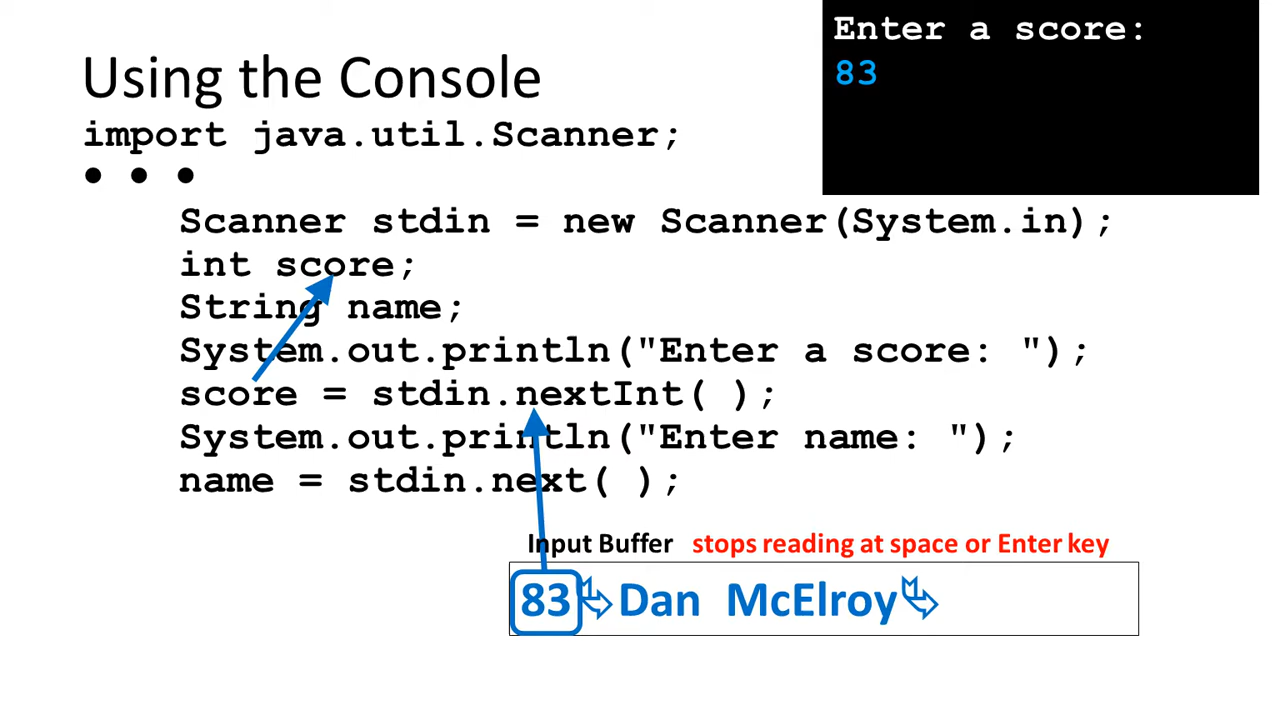 Enter a score:
83
Using the Console
import java.util.Scanner;
● ● ●
Scanner stdin = new Scanner(System.in);
int score;
String name;
System.out.println("Enter a score: ");
score = stdin.nextInt( );
System.out.println("Enter name: ");
name = stdin.next( );
Input Buffer stops reading at space or Enter key
83⮷Dan McElroy⮷